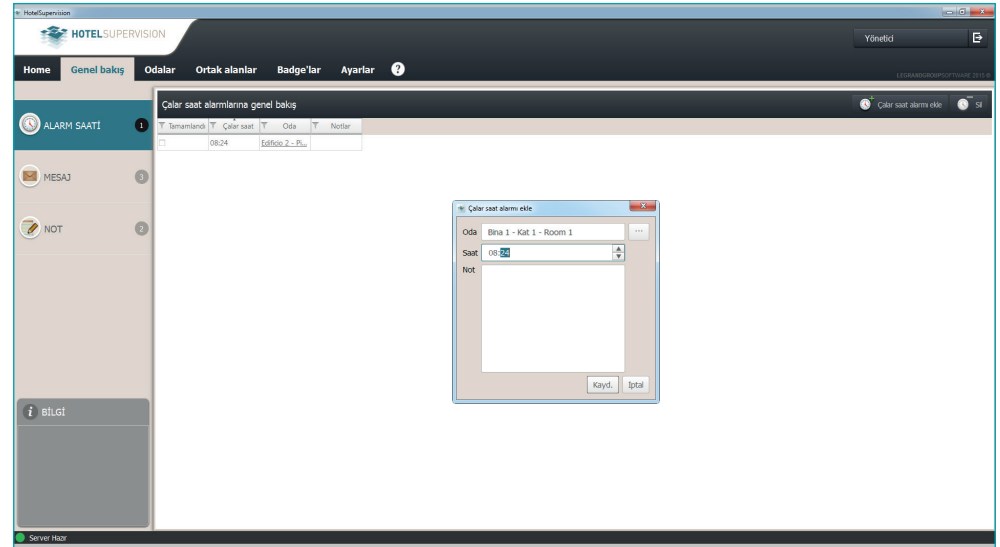 HotelSupervision
HOTELSUPERVISION
Yönetici
Home Genel bakış Odalar Ortak alanlar Badge'lar Ayarlar ?
LEGRANDGROUPSOFTWARE 2015 ©
Çalar saat alarmlarına genel bakış
Çalar saat alarmı ekle Sil
ALARM SAATİ 1
Tamamlandı Çalar saat Oda Notlar
08:24 Edificio 2 - Pi...
MESAJ 3
NOT 2
Çalar saat alarmı ekle
Oda Bina 1 - Kat 1 - Room 1 ...
Saat 08:24
Not
Kayd. İptal
i BİLGİ
Server Hazır